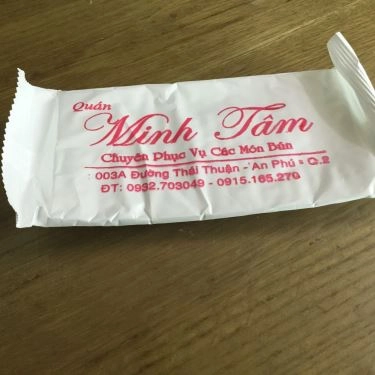 Quán
Minh Tâm
Chuyên Phục Vụ Các Món Bún
: 003A Đường Thái Thuận - An Phú - Q.2
ĐT: 0932.703049 - 0915.165.279